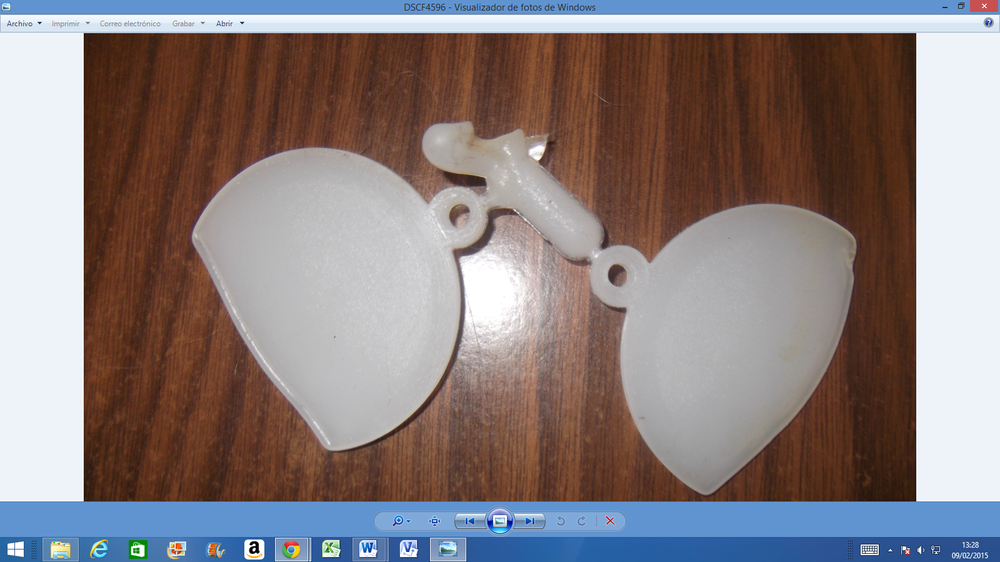 DSCF4596 - Visualizador de fotos de Windows
Archivo Imprimir Correo electrónico Grabar Abrir
13:28
09/02/2015